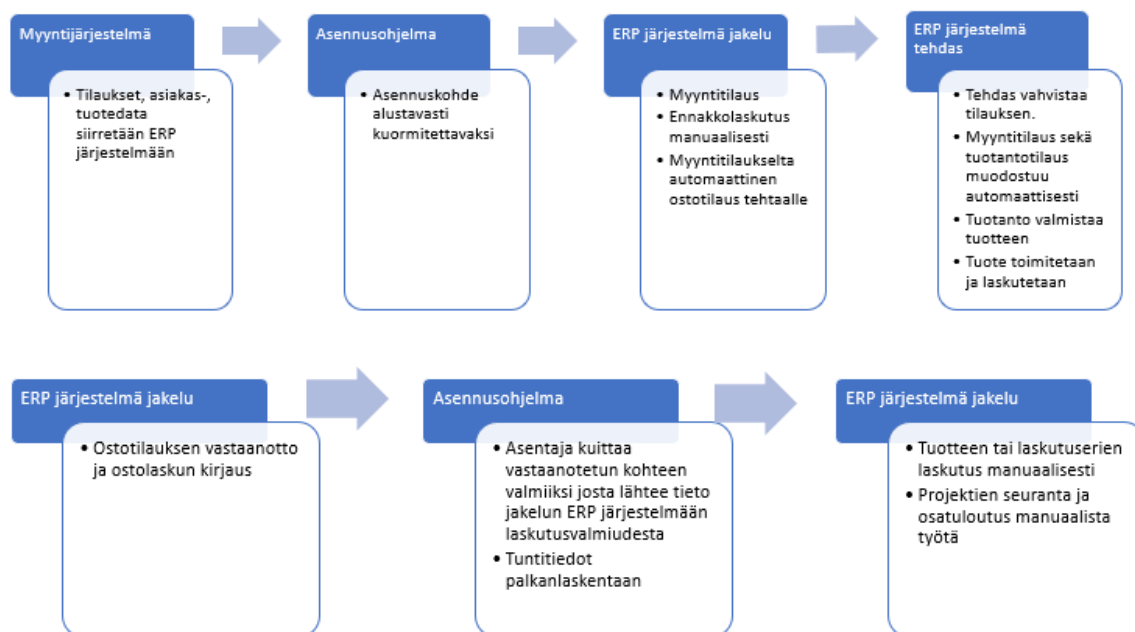 Myyntijärjestelmä
• Tilaukset, asiakas-,
tuotedata
siirretään ERP
järjestelmään
Asennusohjelma
• Asennuskohde
alustavasti
kuormitettavaksi
ERP järjestelmä jakelu
• Myyntitilaus
• Ennakkolaskutus
manuaalisesti
• Myyntitilaukselta
automaattinen
ostotilaus tehtaalle
ERP järjestelmä
tehdas
• Tehdas vahvistaa
tilauksen.
• Myyntitilaus sekä
tuotantotilaus
muodostuu
automaattisesti
• Tuotanto valmistaa
tuotteen
• Tuote toimitetaan
ja laskutetaan
ERP järjestelmä jakelu
• Ostotilauksen vastaanotto
ja ostolaskun kirjaus
Asennusohjelma
• Asentaja kuittaa
vastaanotetun kohteen
valmiiksi josta lähtee tieto
jakelun ERP järjestelmään
laskutusvalmiudesta
• Tuntitiedot
palkanlaskentaan
ERP järjestelmä jakelu
• Tuotteen tai laskutuserien
laskutus manuaalisesti
• Projektien seuranta ja
osatuloutus manuaalista
työtä